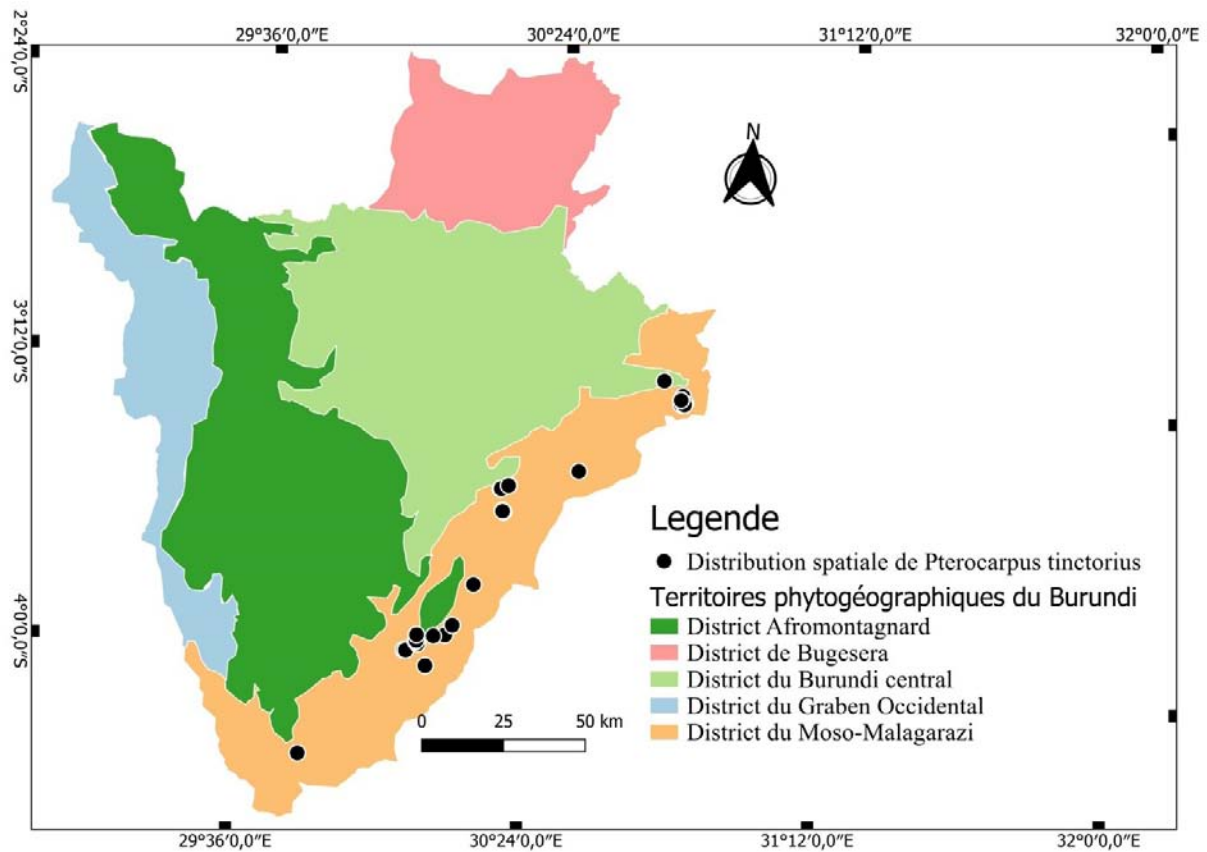 29°36′0,0″E 30°24′0,0″E 31°12′0,0″E 32°0′0,0″E
2°24′0,0″S
N
3°12′0,0″S
4°0′0,0″S
Legende
Distribution spatiale de Pterocarpus tinctorius
Territoires phytogéographiques du Burundi
District Afromontagnard
District de Bugesera
District du Burundi central
District du Graben Occidental
District du Moso-Malagarazi
0 25 50 km
29°36′0,0″E 30°24′0,0″E 31°12′0,0″E 32°0′0,0″E